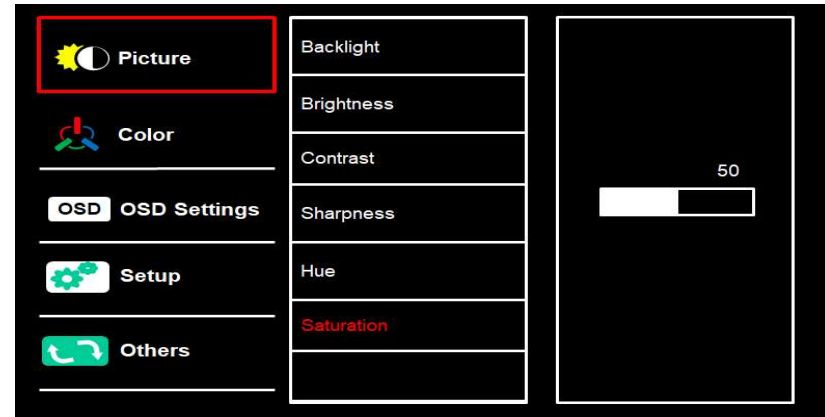 Picture
Color
OSD OSD Settings
Setup
Others
Backlight
Brightness
Contrast
Sharpness
Hue
Saturation
50